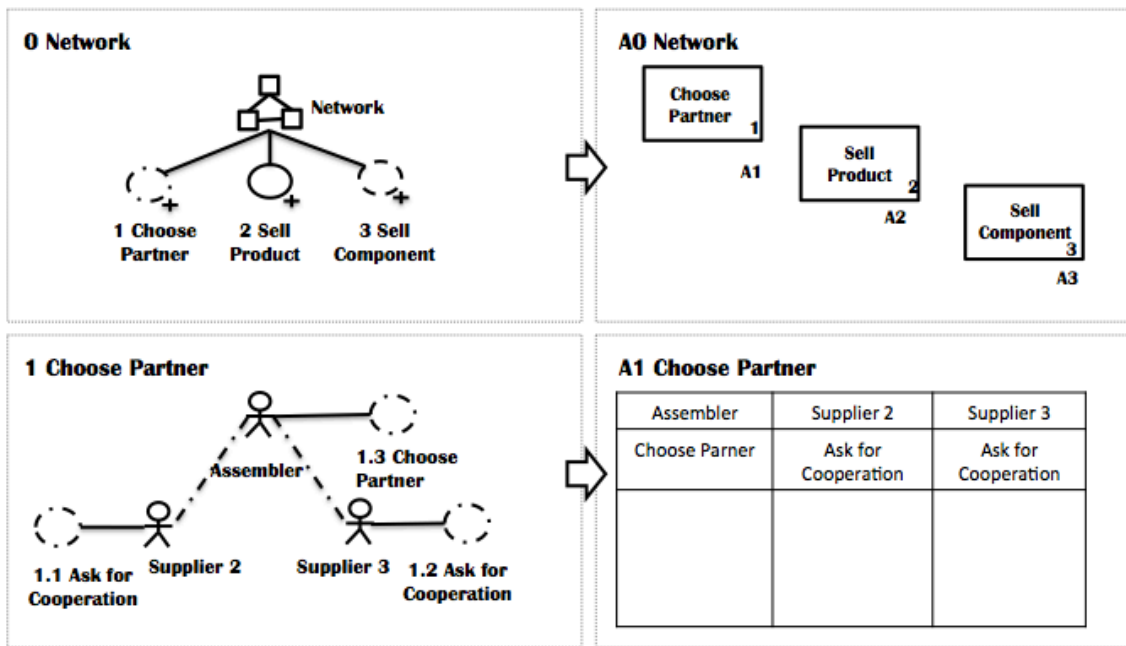 0 Network
Network
1 Choose
Partner
2 Sell
Product
3 Sell
Component
A0 Network
Choose
Partner
1
A1
Sell
Product
2
A2
Sell
Component
3
A3
1 Choose Partner
Assembler
1.3 Choose
Partner
Supplier 2
1.1 Ask for
Cooperation
Supplier 3
1.2 Ask for
Cooperation
A1 Choose Partner
Assembler
Supplier 2
Supplier 3
Choose Parner
Ask for
Cooperation
Ask for
Cooperation